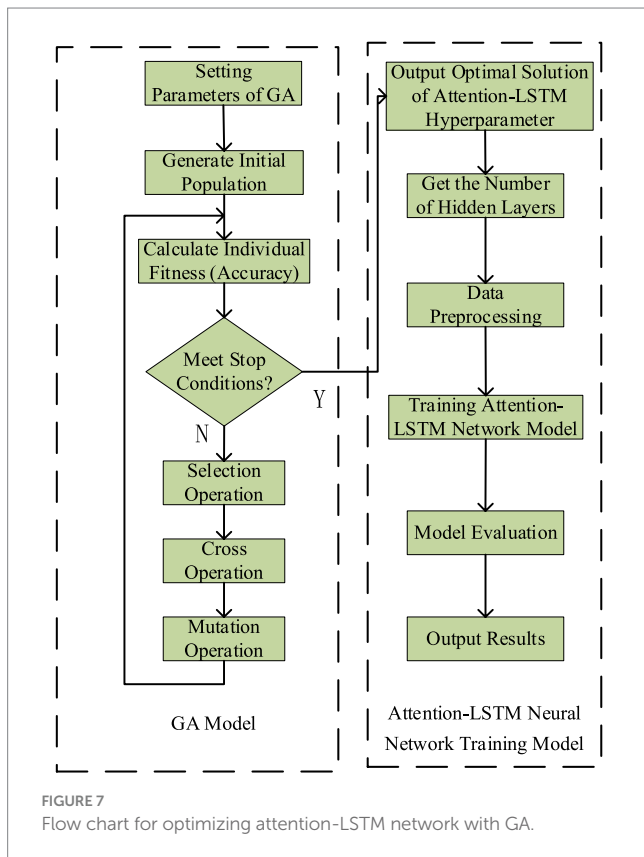 Setting
Parameters of GA
Generate Initial
Population
Calculate Individual
Fitness (Accuracy)
Meet Stop
Conditions?
Y
N
Selection
Operation
Cross
Operation
Mutation
Operation
GA Model
Output Optimal Solution
of Attention-LSTM
Hyperparameter
Get the Number
of Hidden Layers
Data
Preprocessing
Training Attention-
LSTM Network Model
Model Evaluation
Output Results
Attention-LSTM Neural
Network Training Model
FIGURE 7
Flow chart for optimizing attention-LSTM network with GA.